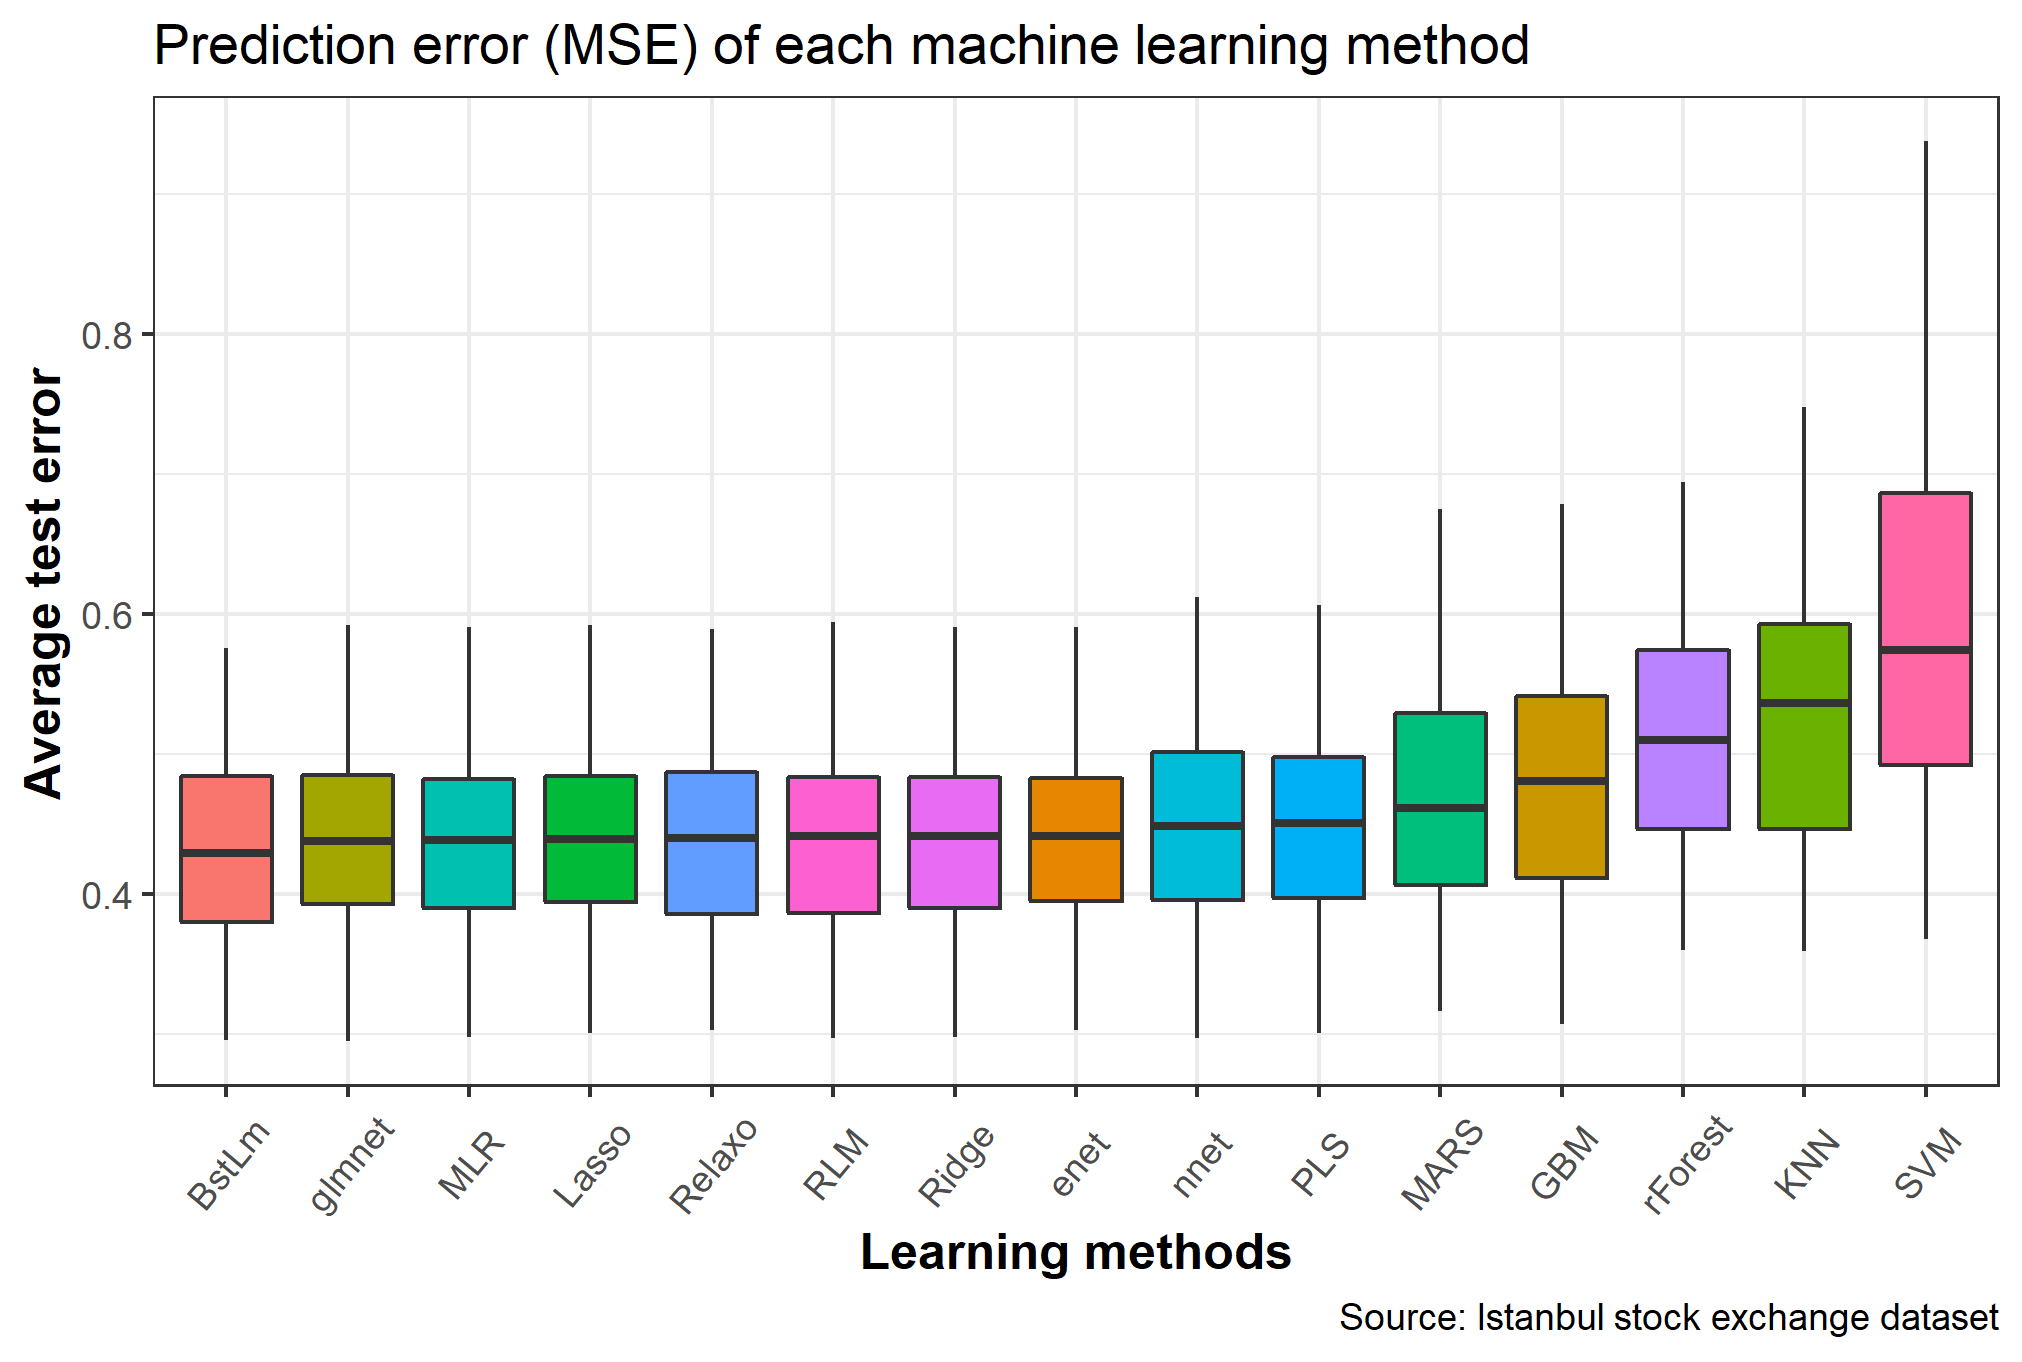 Prediction error (MSE) of each machine learning method
Average test error
0.8
0.6
0.4
BstLm
glmnet
MLR
Lasso
Relaxo
RLM
Ridge
enet
nnet
PLS
MARS
GBM
rForest
KNN
SVM
Learning methods
Source: Istanbul stock exchange dataset